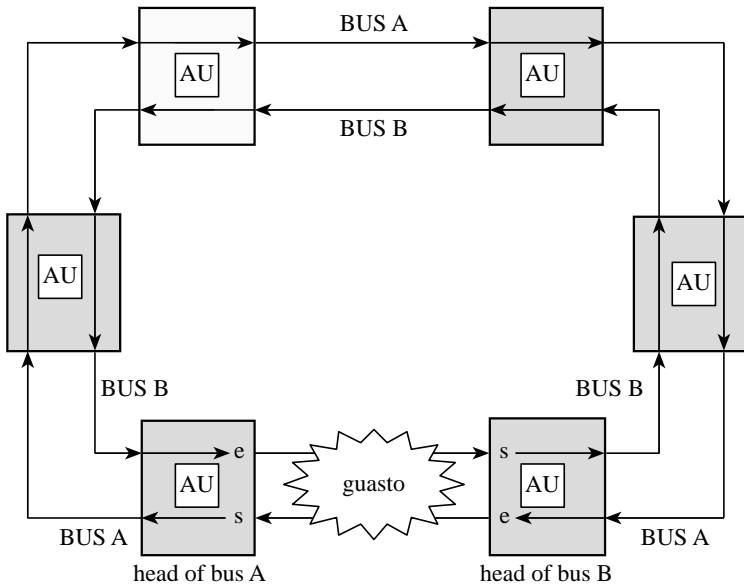 BUS A
AU
AU
BUS B
AU
AU
BUS B
BUS B
e
s
AU
guasto
AU
s
e
BUS A
BUS A
head of bus A
head of bus B